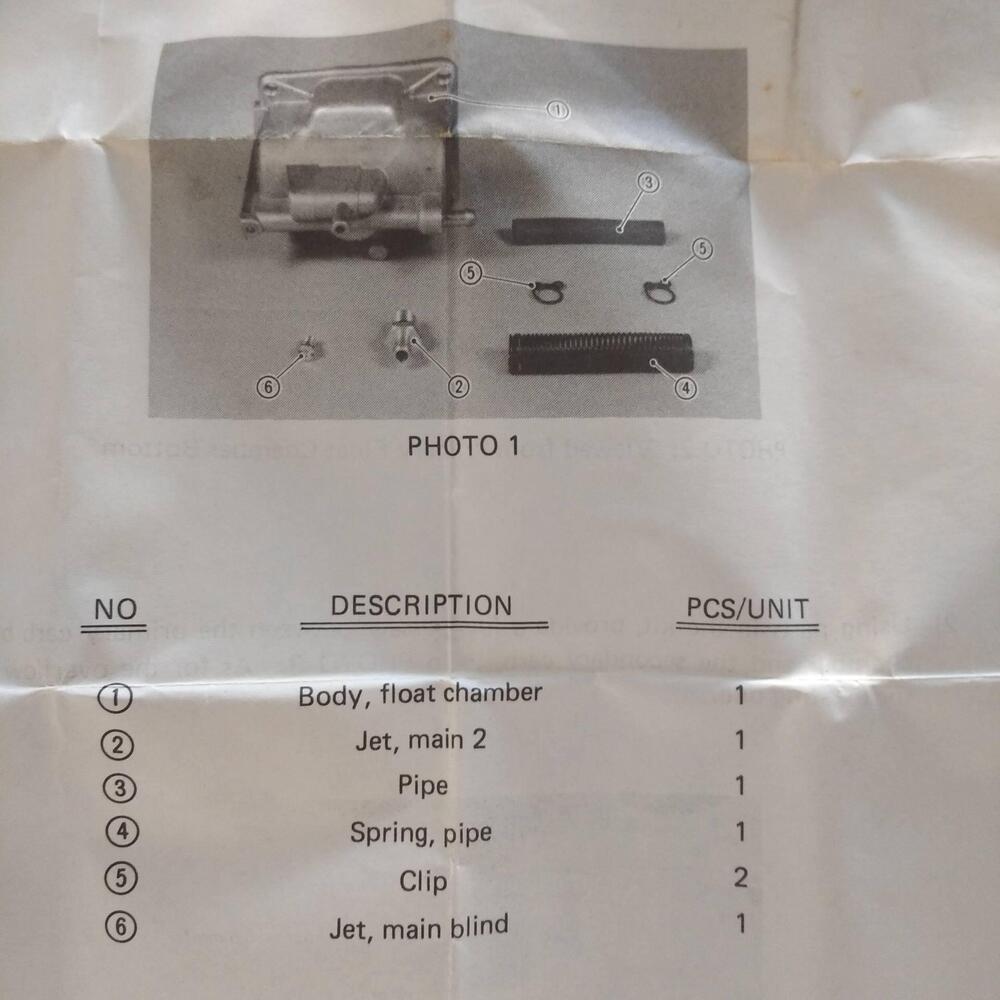 ①
③
⑤ ⑤
⑥ ② ④
PHOTO 1
NO DESCRIPTION PCS/UNIT
① Body, float chamber 1
② Jet, main 2 1
③ Pipe 1
④ Spring, pipe 1
⑤ Clip 2
⑥ Jet, main blind 1